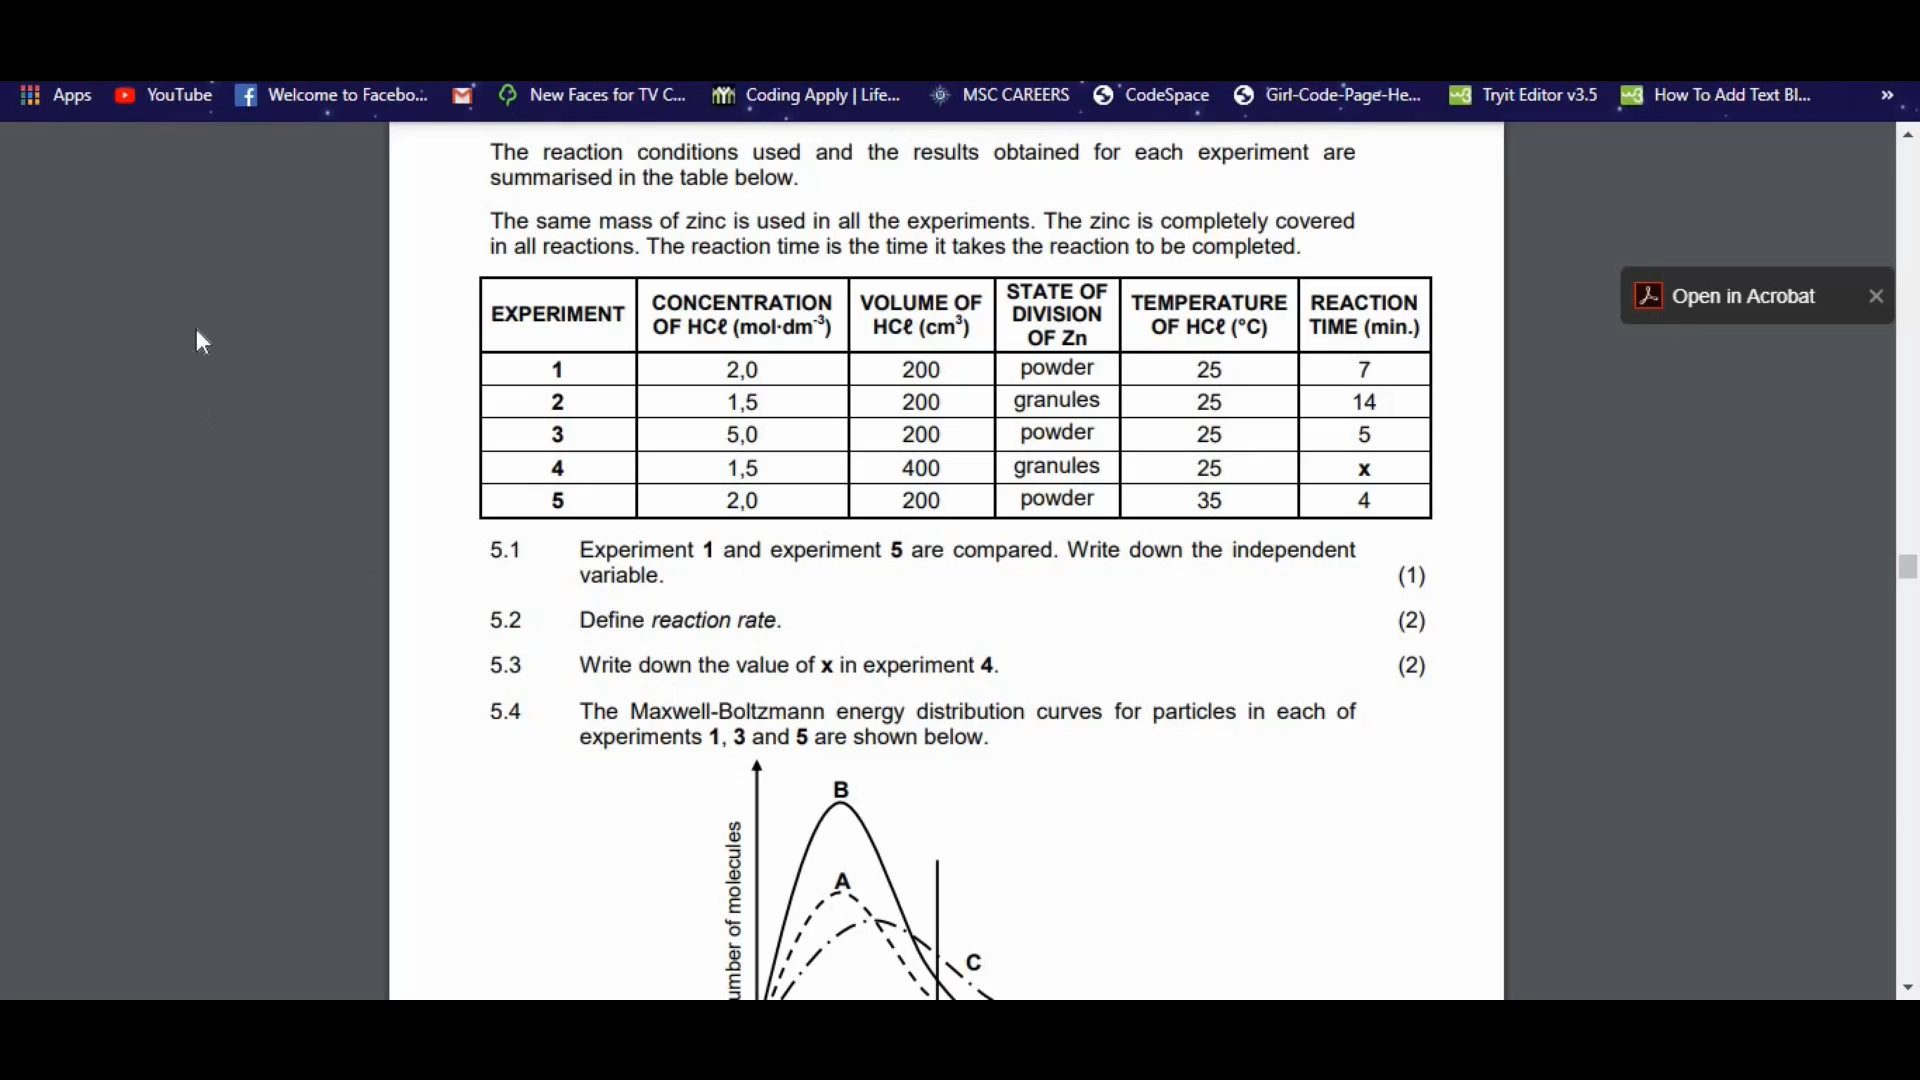 Apps YouTube Welcome to Facebo... New Faces for TV C... Coding Apply | Life... MSC CAREERS CodeSpace Girl-Code-Page-He... Tryit Editor v3.5 How To Add Text Bl... »
The reaction conditions used and the results obtained for each experiment are
summarised in the table below.
The same mass of zinc is used in all the experiments. The zinc is completely covered
in all reactions. The reaction time is the time it takes the reaction to be completed.
Open in Acrobat
EXPERIMENT CONCENTRATION OF HCℓ (mol·dm⁻³) VOLUME OF HCℓ (cm³) STATE OF DIVISION OF Zn TEMPERATURE OF HCℓ (°C) REACTION TIME (min.)
1 2,0 200 powder 25 7
2 1,5 200 granules 25 14
3 5,0 200 powder 25 5
4 1,5 400 granules 25 x
5 2,0 200 powder 35 4
5.1 Experiment 1 and experiment 5 are compared. Write down the independent
variable. (1)
5.2 Define reaction rate. (2)
5.3 Write down the value of x in experiment 4. (2)
5.4 The Maxwell-Boltzmann energy distribution curves for particles in each of
experiments 1, 3 and 5 are shown below.
B
A
C
of molecules